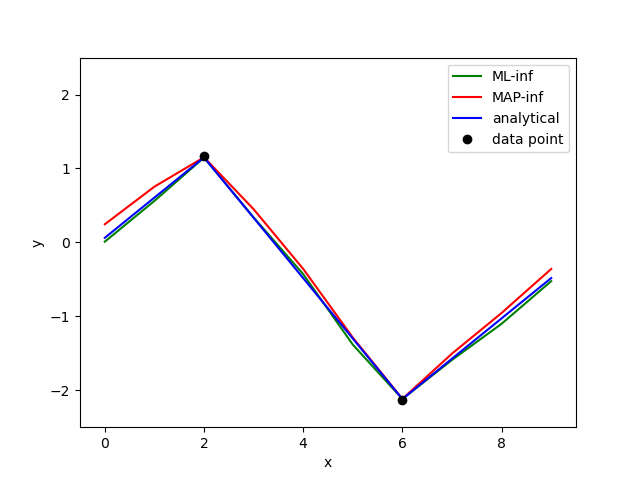 ML-inf
MAP-inf
analytical
data point
2
1
0
−1
−2
y
0 2 4 6 8
x